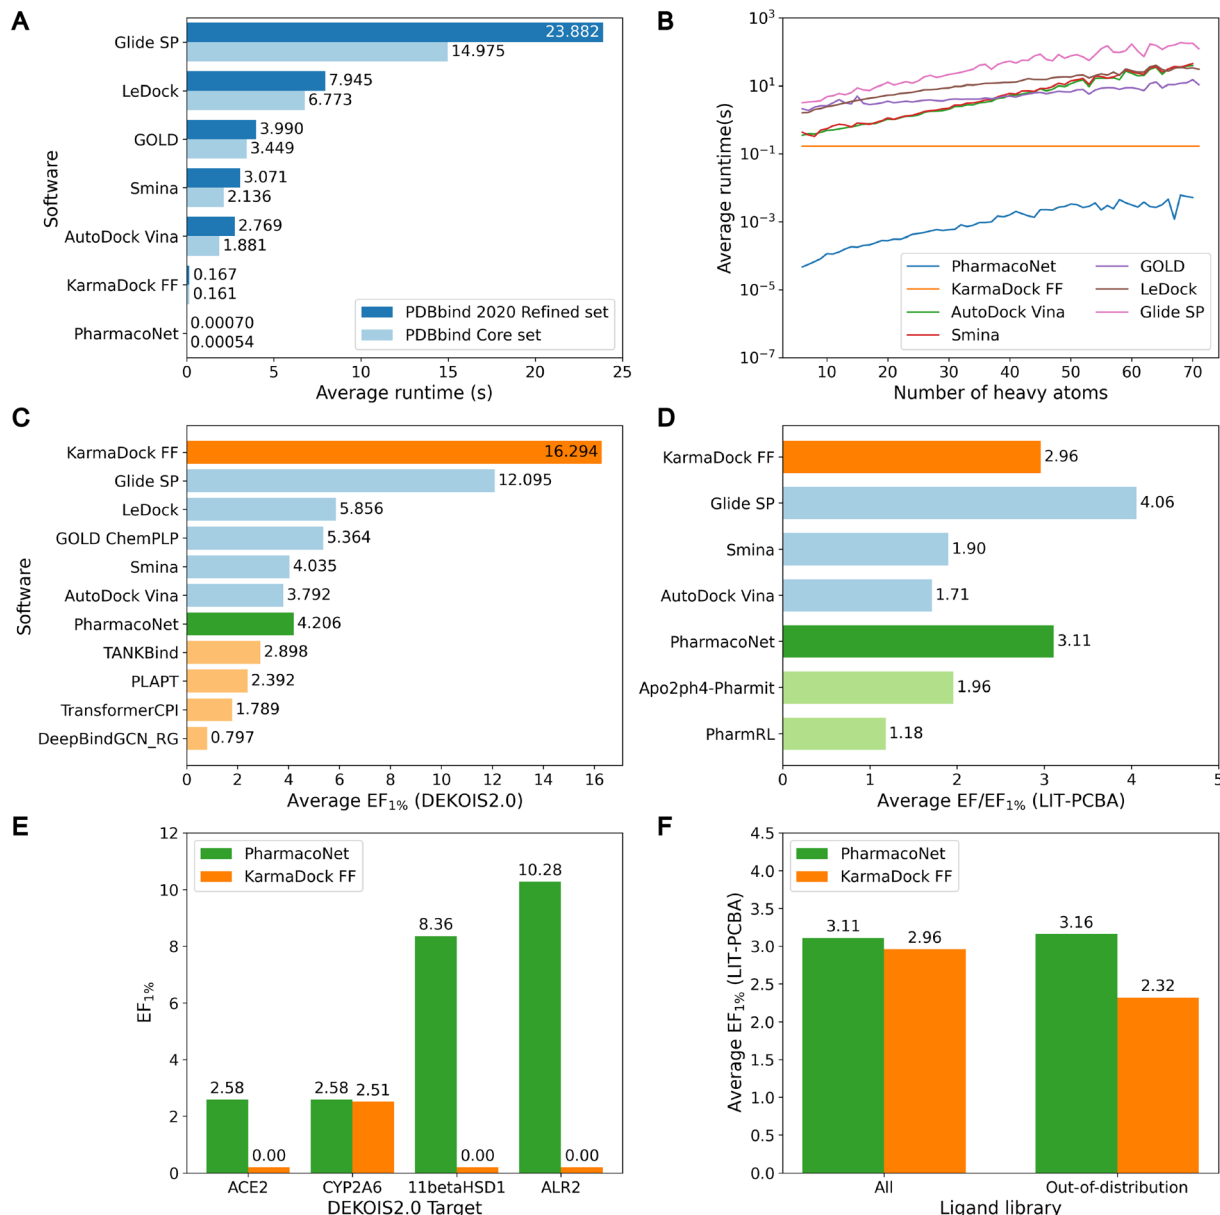 A
Software
Glide SP
23.882
14.975
LeDock
7.945
6.773
GOLD
3.990
3.449
Smina
3.071
2.136
AutoDock Vina
2.769
1.881
KarmaDock FF
0.167
0.161
PharmacoNet
0.00070
0.00054
PDBbind 2020 Refined set
PDBbind Core set
0 5 10 15 20 25
Average runtime (s)
B
Average runtime(s)
10³
10¹
10⁻¹
10⁻³
10⁻⁵
10⁻⁷
PharmacoNet
KarmaDock FF
AutoDock Vina
Smina
GOLD
LeDock
Glide SP
10 20 30 40 50 60 70
Number of heavy atoms
C
Software
KarmaDock FF 16.294
Glide SP 12.095
LeDock 5.856
GOLD ChemPLP 5.364
Smina 4.035
AutoDock Vina 3.792
PharmacoNet 4.206
TANKBind 2.898
PLAPT 2.392
TransformerCPI 1.789
DeepBindGCN_RG 0.797
0 2 4 6 8 10 12 14 16
Average EF₁% (DEKOIS2.0)
D
KarmaDock FF 2.96
Glide SP 4.06
Smina 1.90
AutoDock Vina 1.71
PharmacoNet 3.11
Apo2ph4-Pharmit 1.96
PharmRL 1.18
0 1 2 3 4 5
Average EF/EF₁% (LIT-PCBA)
E
EF₁%
12
10
8
6
4
2
0
PharmacoNet
KarmaDock FF
2.58 0.00
2.58 2.51
8.36 0.00
10.28 0.00
ACE2 CYP2A6 11betaHSD1 ALR2
DEKOIS2.0 Target
F
Average EF₁% (LIT-PCBA)
4.5
4.0
3.5
3.0
2.5
2.0
1.5
1.0
0.5
0.0
PharmacoNet
KarmaDock FF
3.11 2.96
3.16 2.32
All Out-of-distribution
Ligand library